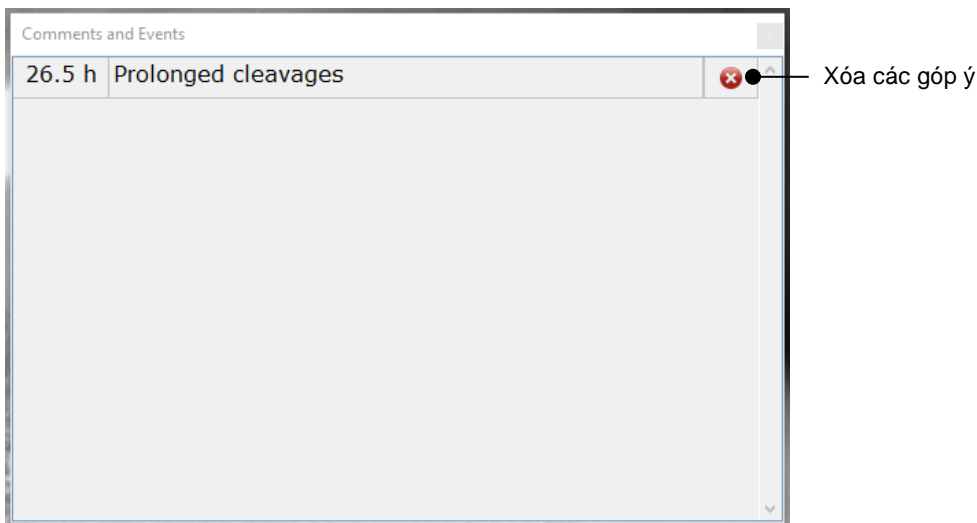 Comments and Events
26.5 h Prolonged cleavages
Xóa các góp ý